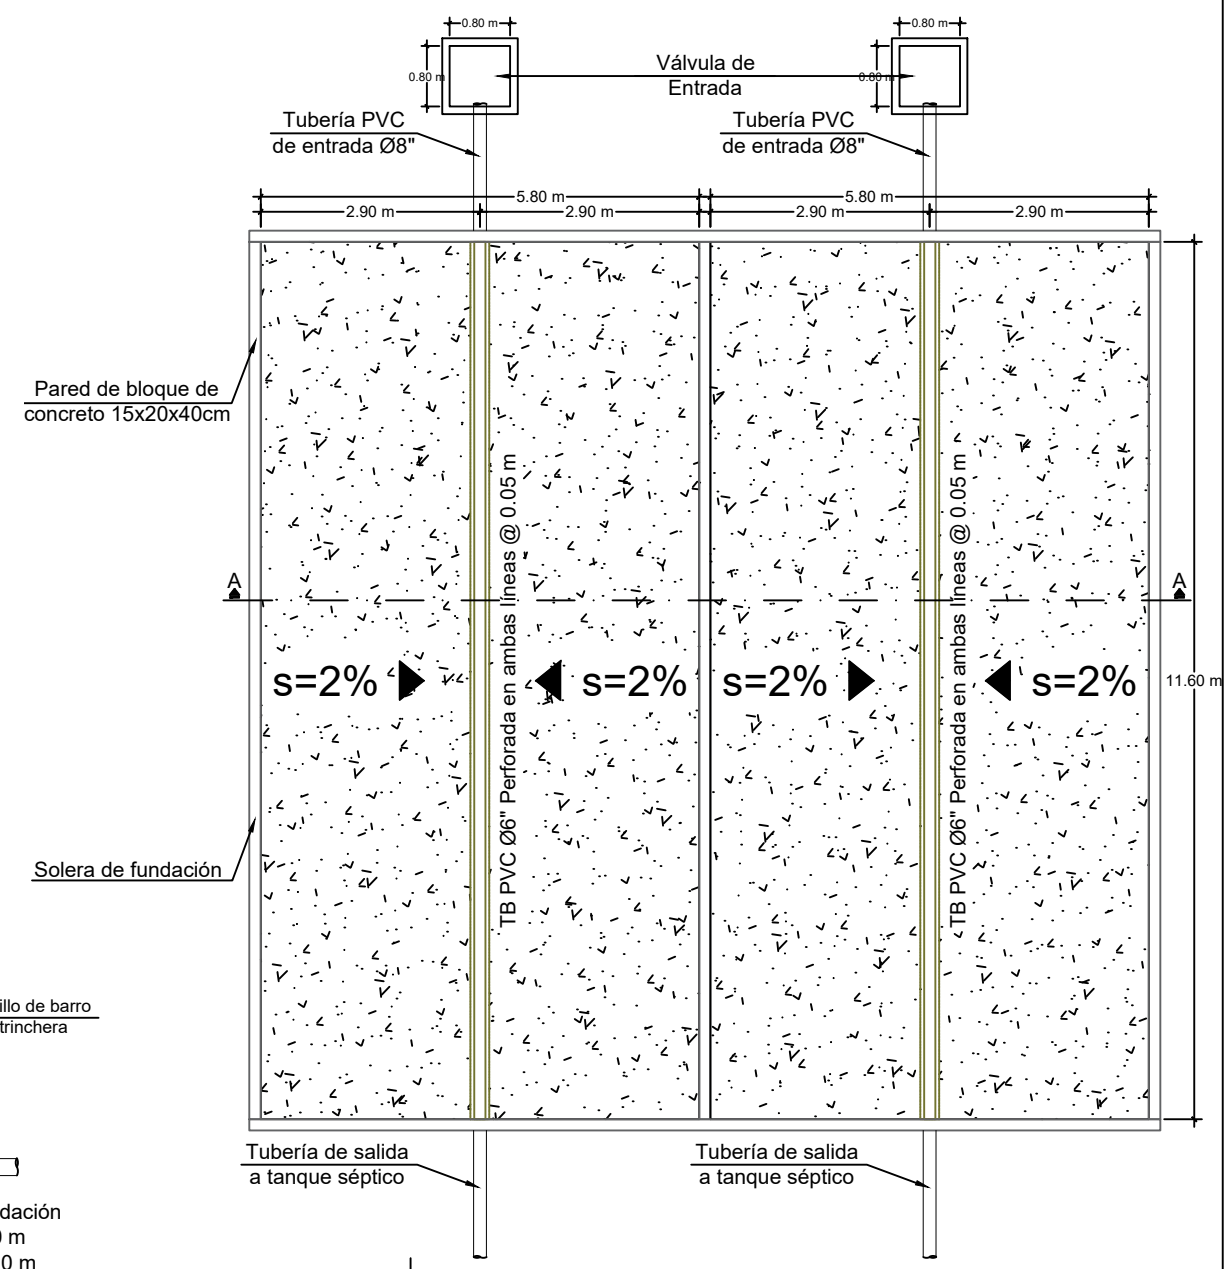 0.80 m
0.80 m
0.80 m
0.80 m
Válvula de
Entrada
Tubería PVC
de entrada Ø8"
Tubería PVC
de entrada Ø8"
5.80 m
5.80 m
2.90 m
2.90 m
2.90 m
2.90 m
Pared de bloque de
concreto 15x20x40cm
TB PVC Ø6" Perforada en ambas lineas @ 0.05 m
TB PVC Ø6" Perforada en ambas lineas @ 0.05 m
A
A
s=2%
s=2%
s=2%
s=2%
11.60 m
Solera de fundación
illo de barro
trinchera
Tubería de salida
a tanque séptico
Tubería de salida
a tanque séptico
dación
0 m
0 m